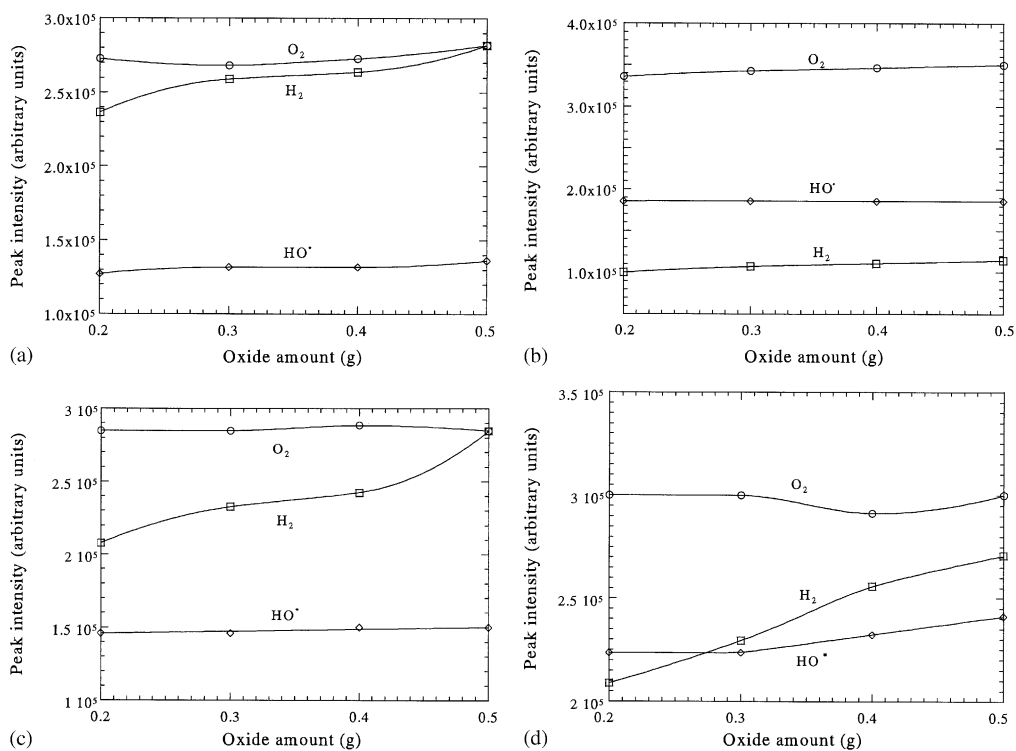 Peak intensity (arbitrary units)
3.0x10⁵
2.5x10⁵
2.0x10⁵
1.5x10⁵
1.0x10⁵
O₂
H₂
HO•
0.2 0.3 0.4 0.5
(a) Oxide amount (g)
Peak intensity (arbitrary units)
4.0x10⁵
3.0x10⁵
2.0x10⁵
1.0x10⁵
O₂
HO•
H₂
0.2 0.3 0.4 0.5
(b) Oxide amount (g)
Peak intensity (arbitrary units)
3 10⁵
2.5 10⁵
2 10⁵
1.5 10⁵
1 10⁵
O₂
H₂
HO•
0.2 0.3 0.4 0.5
(c) Oxide amount (g)
Peak intensity (arbitrary units)
3.5 10⁵
3 10⁵
2.5 10⁵
2 10⁵
O₂
H₂
HO•
0.2 0.3 0.4 0.5
(d) Oxide amount (g)